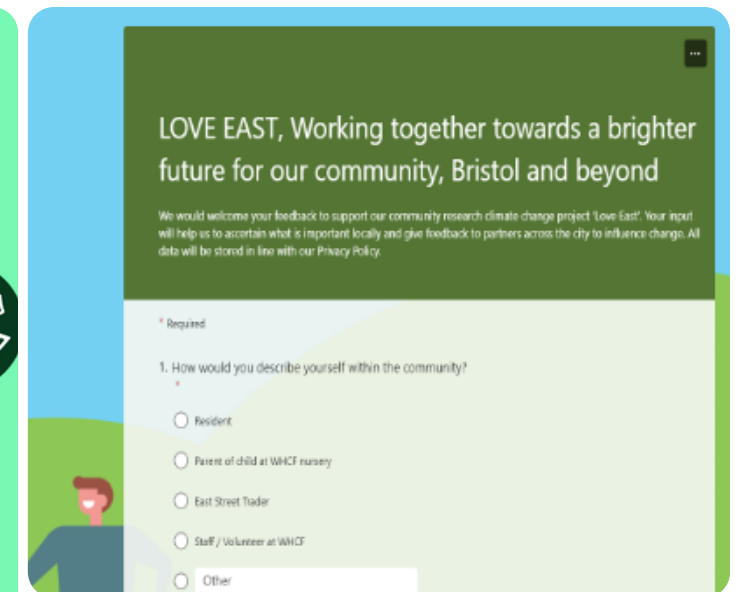 LOVE EAST, Working together towards a brighter
future for our community, Bristol and beyond
We would welcome your feedback to support our community research climate change project 'Love East'. Your input
will help us to ascertain what is important locally and give feedback to partners across the city to influence change. All
data will be stored in line with our Privacy Policy.
* Required
1. How would you describe yourself within the community?
*
Resident
Parent of child at WHCF nursery
East Street Trader
Staff / Volunteer at WHCF
Other